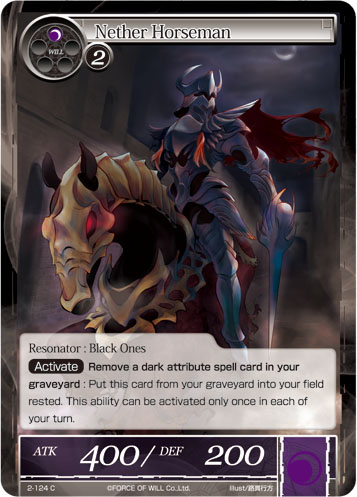 Nether Horseman
WILL
2
Resonator : Black Ones
Activate Remove a dark attribute spell card in your
graveyard : Put this card from your graveyard into your field
rested. This ability can be activated only once in each of
your turn.
ATK 400 / DEF 200
2-124 C ©FORCE OF WILL Co.,Ltd. Illust/